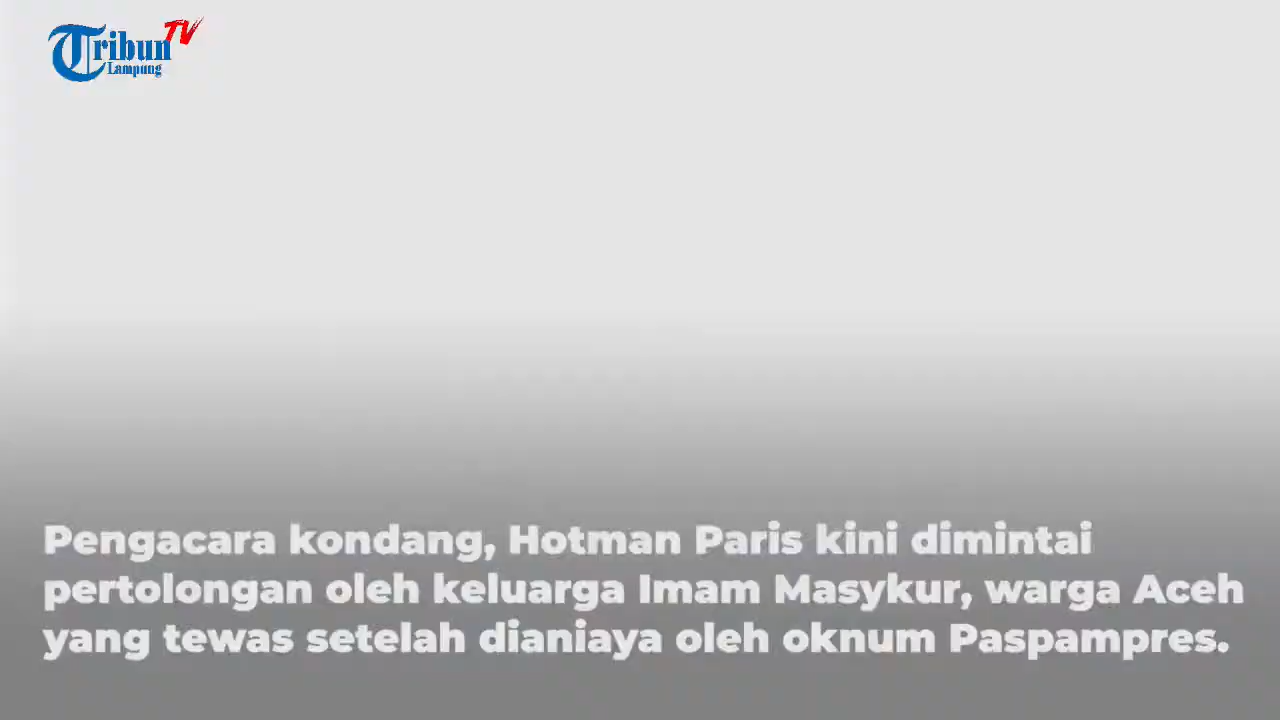 Tribun TV
Lampung
Pengacara kondang, Hotman Paris kini dimintai
pertolongan oleh keluarga Imam Masykur, warga Aceh
yang tewas setelah dianiaya oleh oknum Paspampres.